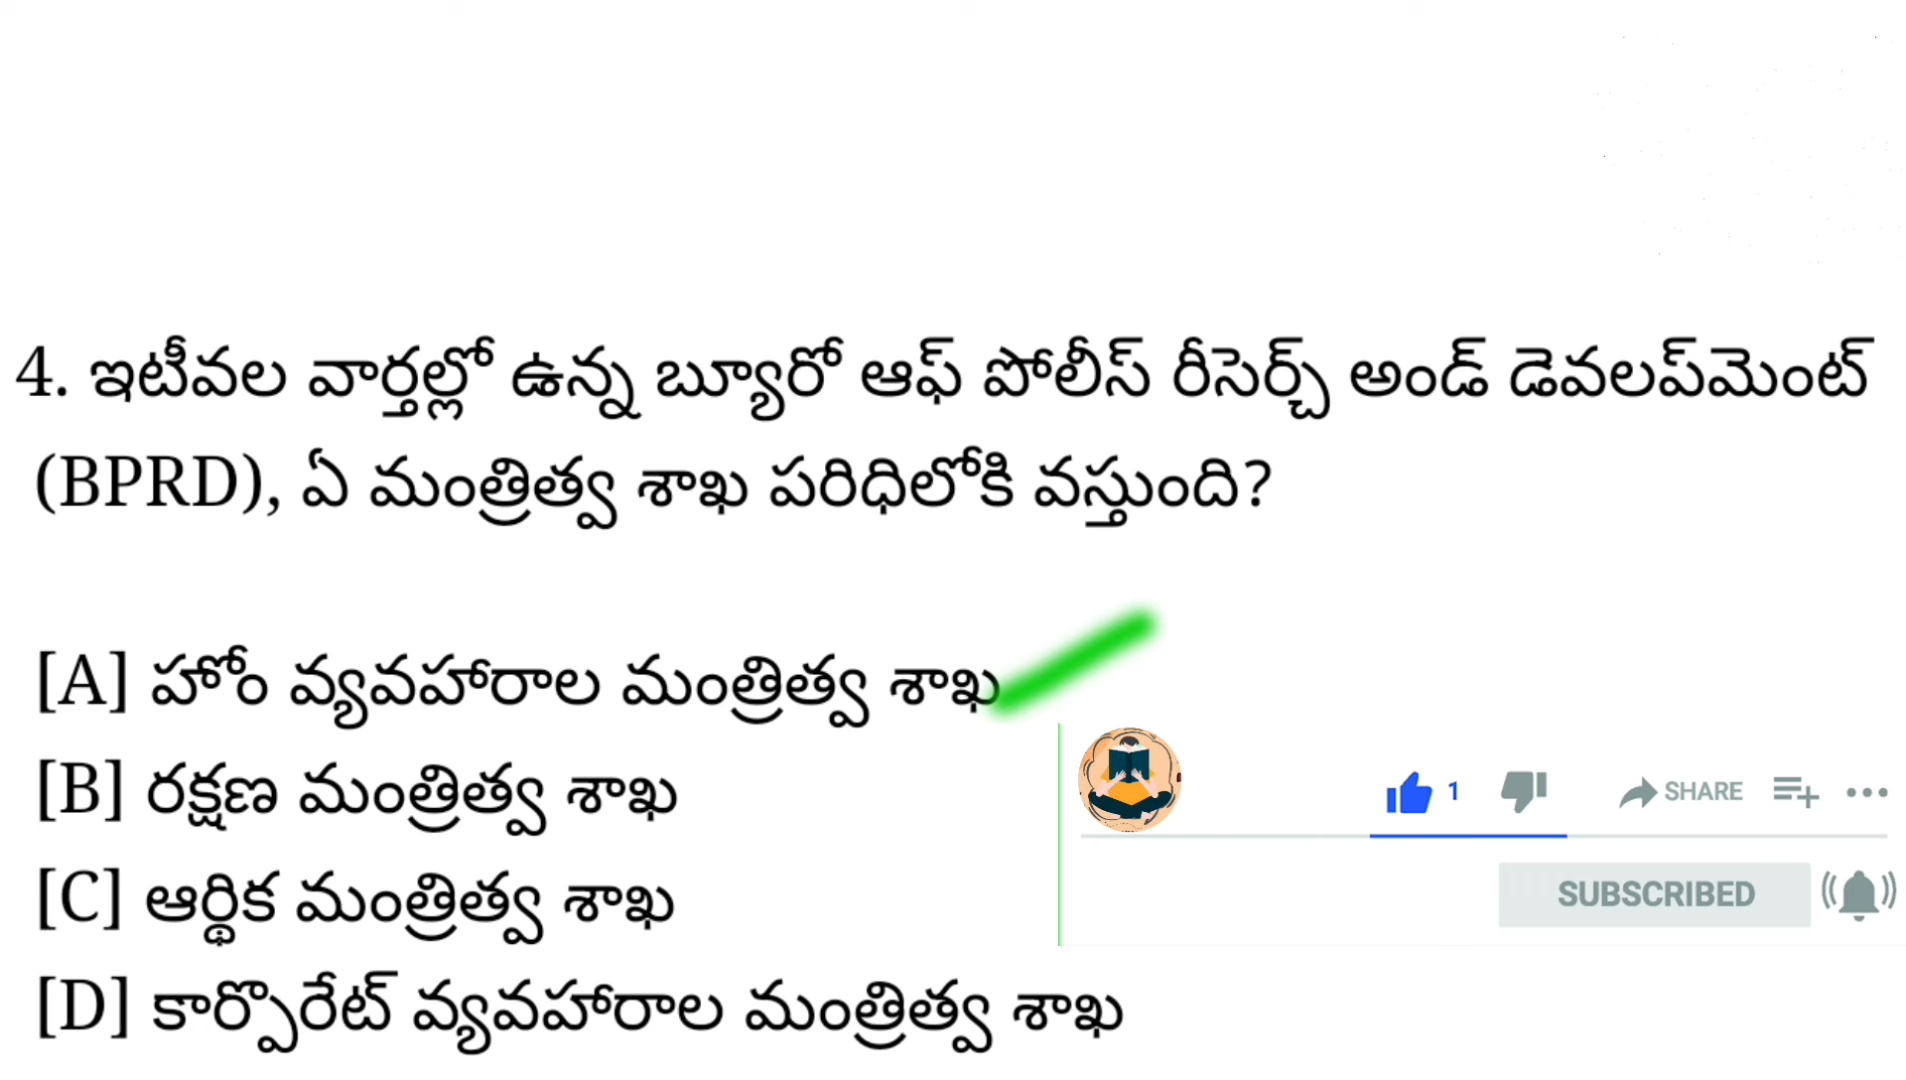 4. ఇటీవల వార్తల్లో ఉన్న బ్యూరో ఆఫ్ పోలీస్ రీసెర్చ్ అండ్ డెవలప్‌మెంట్
(BPRD), ఏ మంత్రిత్వ శాఖ పరిధిలోకి వస్తుంది?
[A] హోం వ్యవహారాల మంత్రిత్వ శాఖ
[B] రక్షణ మంత్రిత్వ శాఖ
1 SHARE
[C] ఆర్థిక మంత్రిత్వ శాఖ
SUBSCRIBED
[D] కార్పొరేట్ వ్యవహారాల మంత్రిత్వ శాఖ